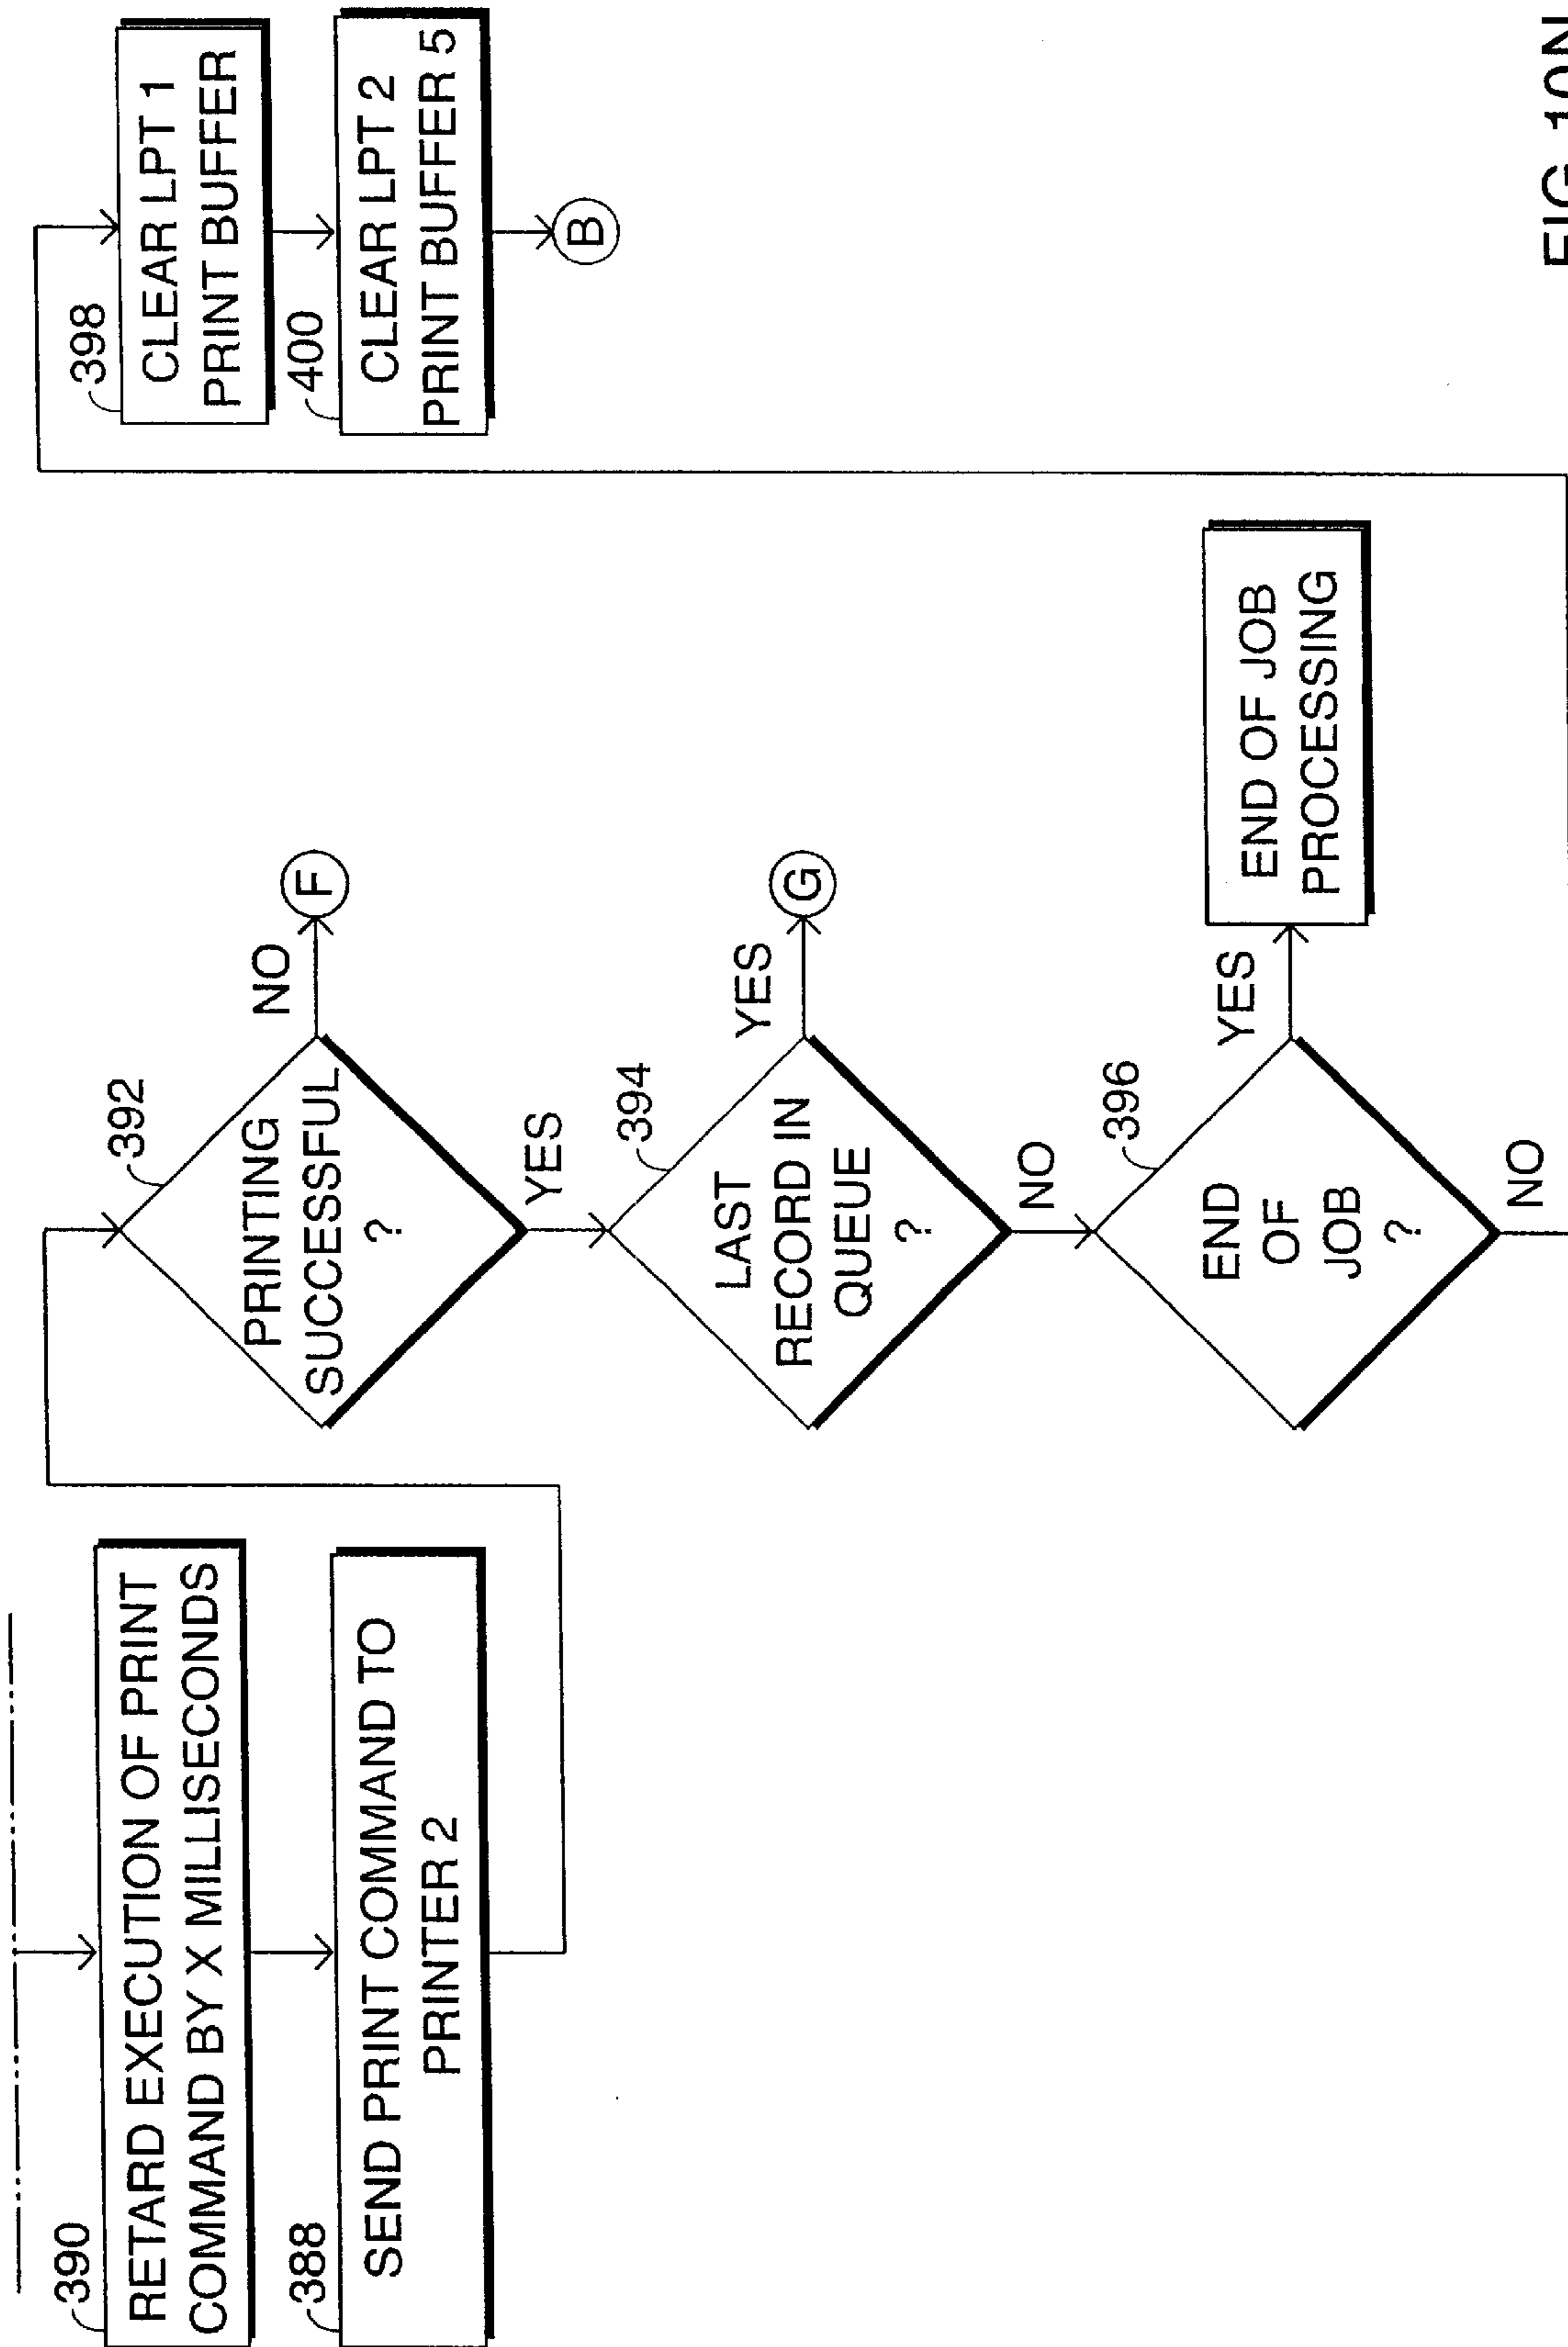 390
RETARD EXECUTION OF PRINT
COMMAND BY X MILLISECONDS
388
SEND PRINT COMMAND TO
PRINTER 2
392
PRINTING
SUCCESSFUL
?
NO
F
YES
394
LAST
RECORD IN
QUEUE
?
YES
G
NO
396
END
OF
JOB
?
YES
END OF JOB
PROCESSING
NO
398
CLEAR LPT 1
PRINT BUFFER
400
CLEAR LPT 2
PRINT BUFFER 5
B
FIG. 10N